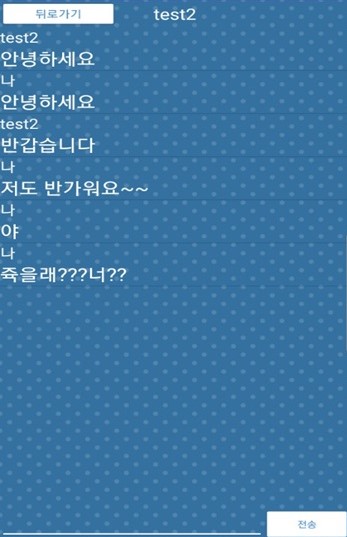 뒤로가기 test2
test2
안녕하세요
나
안녕하세요
test2
반갑습니다
나
저도 반가워요~~
나
야
나
쥭을래???너??
전송